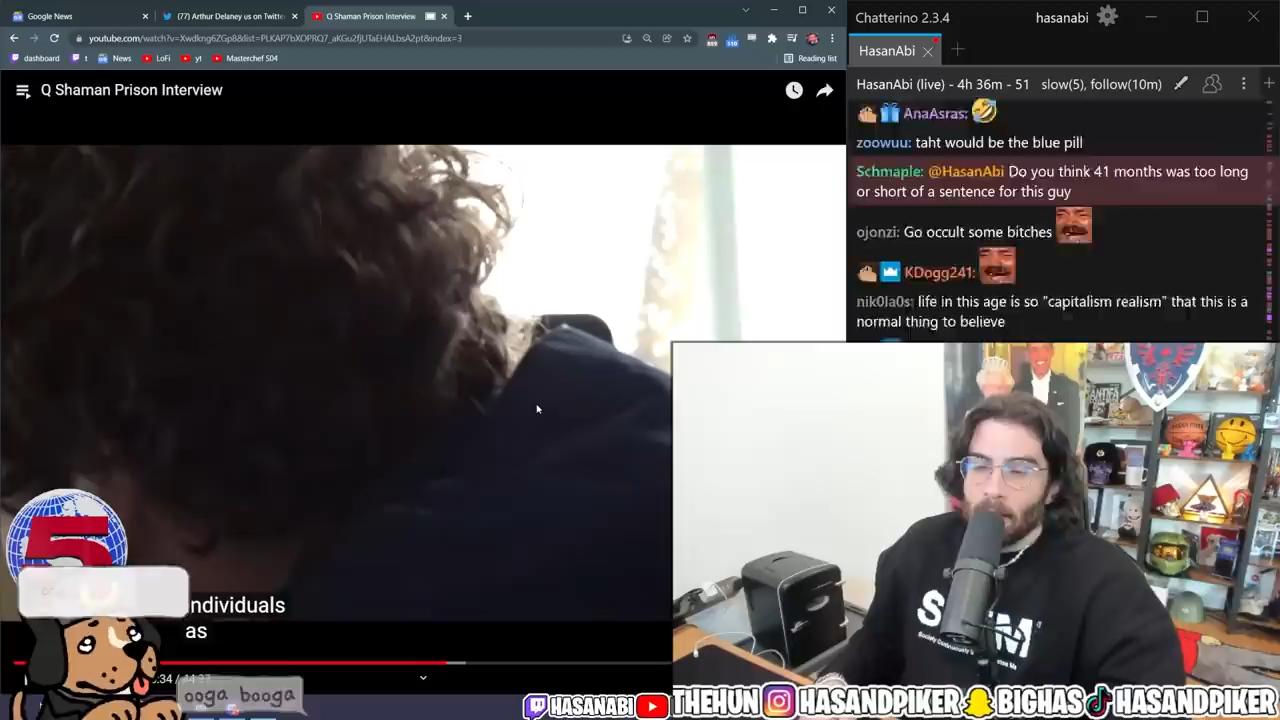 Google News
(77) Arthur Delaney us on Twitte
Q Shaman Prison Interview
youtube.com/watch?v=Xwdkng6ZGp8&list=PLKAP7bXOPRQ7_aKGu2fjUTaEHALbsA2pt&index=3
dashboard
t
News
LoFi
yt
Masterchef S04
Reading list
Q Shaman Prison Interview
5
ndividuals
as
ooga booga
Chatterino 2.3.4
hasanabi
HasanAbi
HasanAbi (live) - 4h 36m - 51
slow(5), follow(10m)
AnaAsras:
zoowuu: taht would be the blue pill
Schmaple: @HasanAbi Do you think 41 months was too long
or short of a sentence for this guy
ojonzi: Go occult some bitches
KDogg241:
nik0la0s: life in this age is so "capitalism realism" that this is a
normal thing to believe
HASANABI
THEHUN
HASANDPIKER
BIGHAS
HASANDPIKER